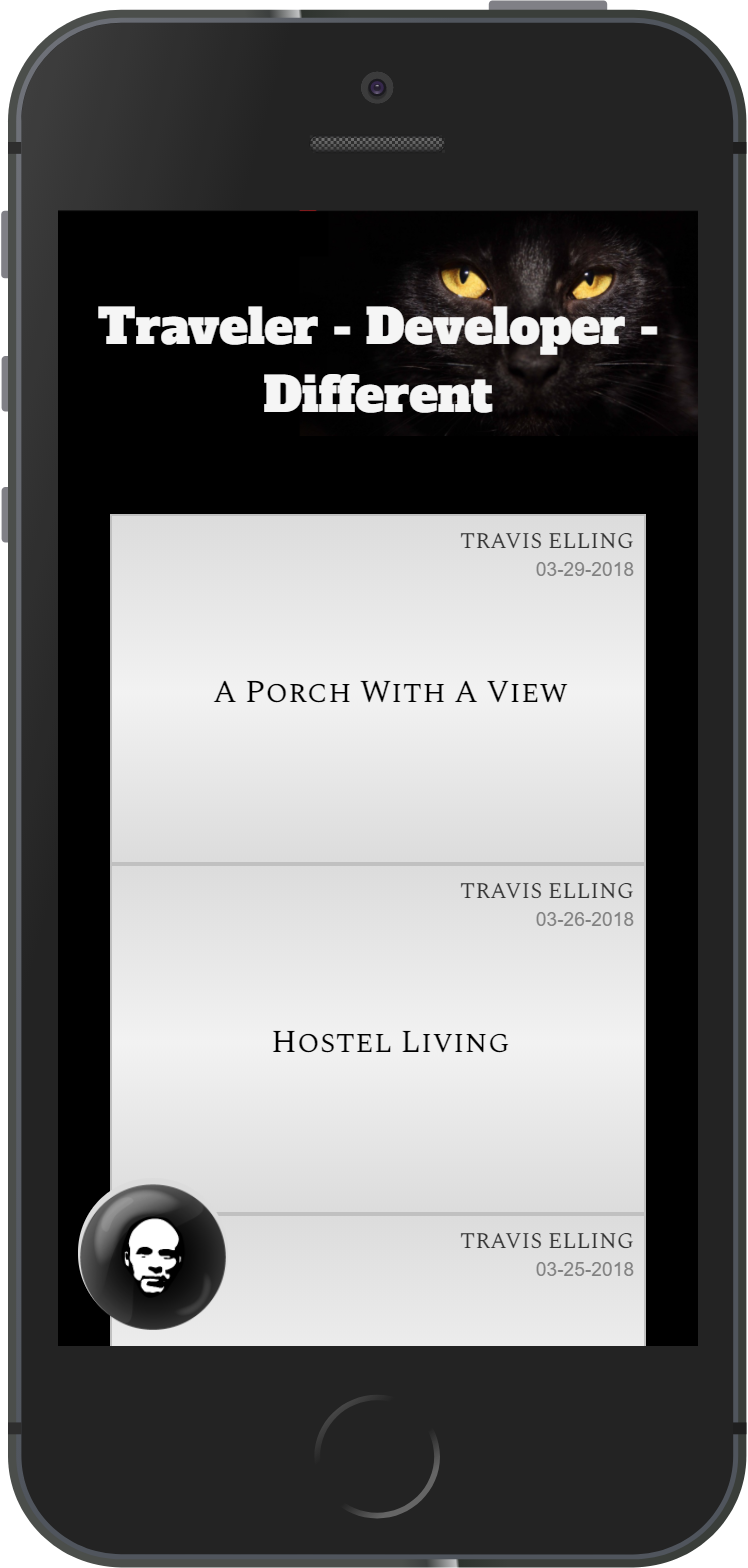 Traveler - Developer -
Different
TRAVIS ELLING
03-29-2018
A Porch With A View
TRAVIS ELLING
03-26-2018
Hostel Living
TRAVIS ELLING
03-25-2018